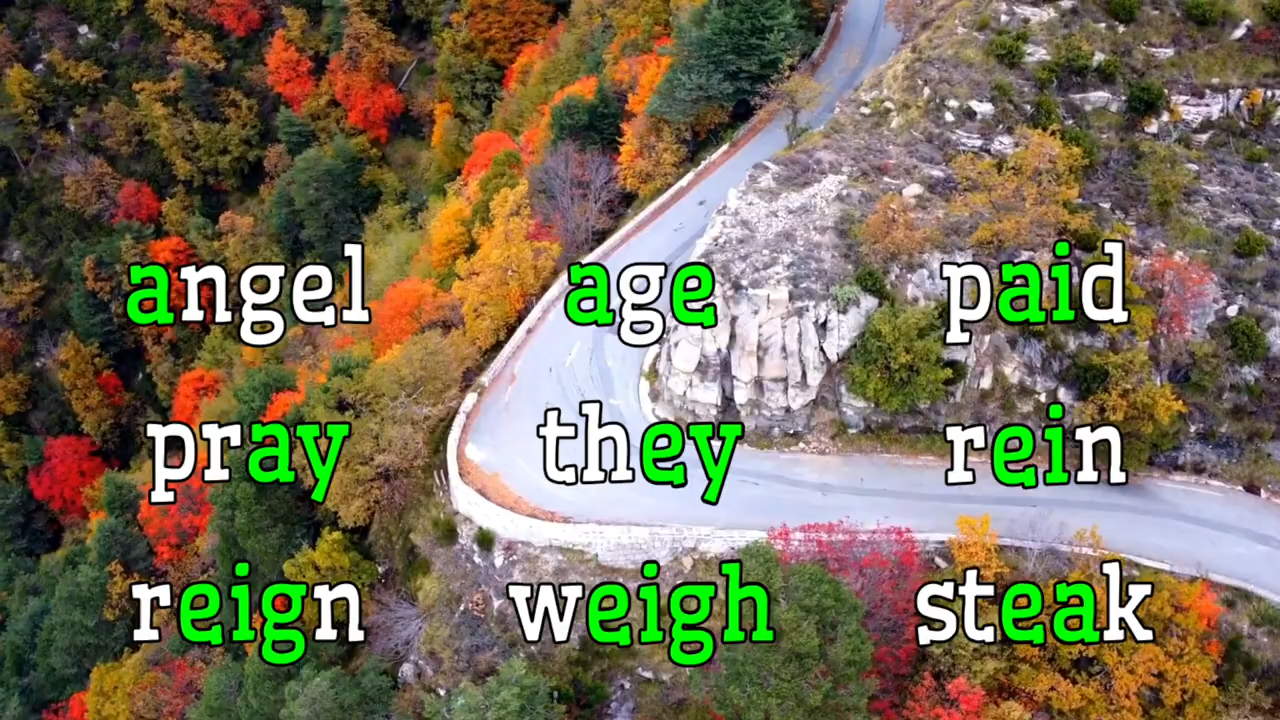 angel age paid
pray they rein
reign weigh steak